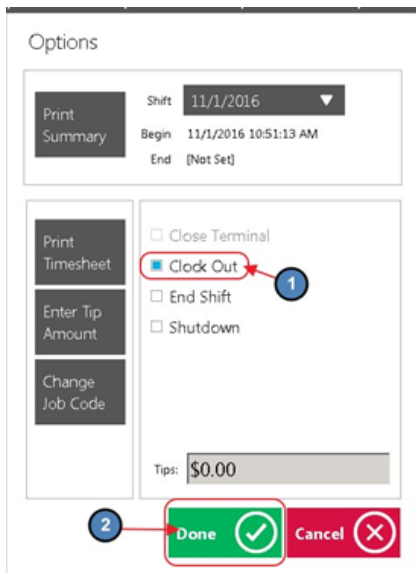 Options
Print
Summary
Shift 11/1/2016
Begin 11/1/2016 10:51:13 AM
End [Not Set]
Print
Timesheet
Enter Tip
Amount
Change
Job Code
Close Terminal
Clock Out
1
End Shift
Shutdown
Tips: $0.00
2
Done
Cancel